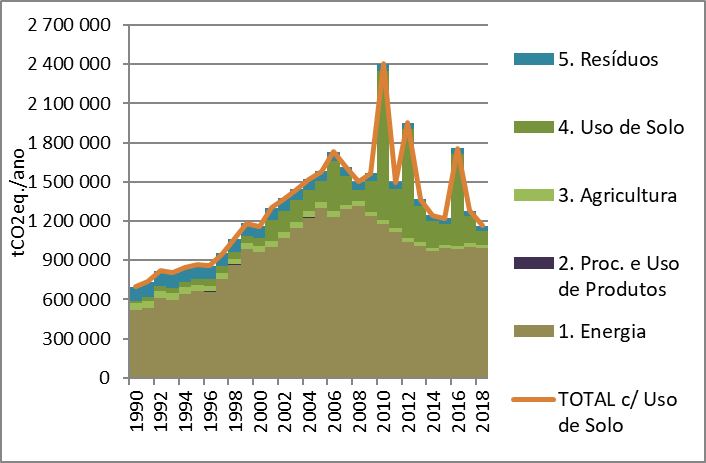 2 700 000
2 400 000
2 100 000
1 800 000
1 500 000
1 200 000
900 000
600 000
300 000
0
tCO2eq./ano
1990
1992
1994
1996
1998
2000
2002
2004
2006
2008
2010
2012
2014
2016
2018
5. Resíduos
4. Uso de Solo
3. Agricultura
2. Proc. e Uso
de Produtos
1. Energia
TOTAL c/ Uso
de Solo